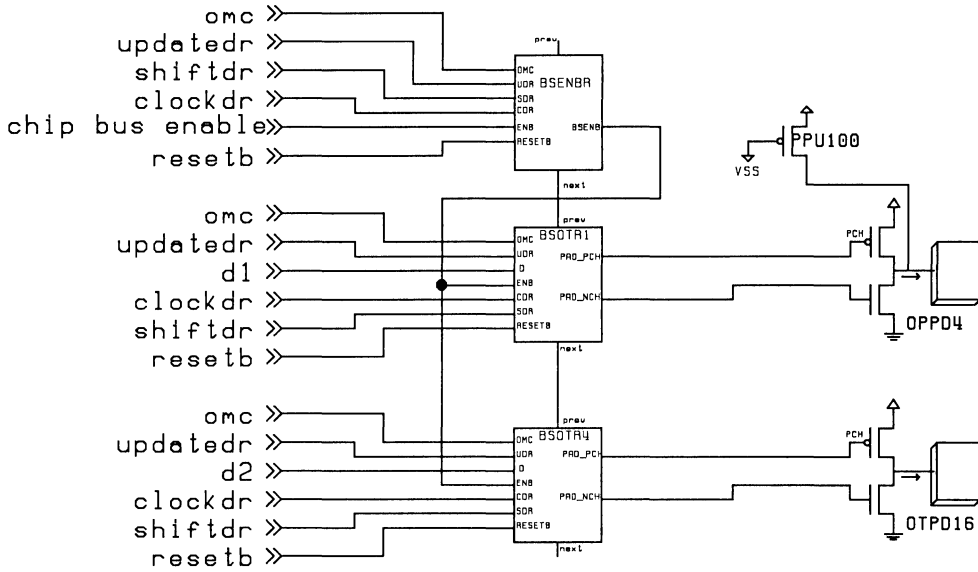 omc
prev
updatedr
OMC
shiftdr
UDR
BSENBR
SDR
clockdr
CDR
chip bus enable
ENB
BSENB
PPU100
resetb
RESETB
VSS
next
omc
prev
BSOTR1
PCH
updatedr
OMC
UDR
PAD_PCH
d1
D
ENB
clockdr
CDR
PAD_NCH
SDR
shiftdr
RESETB
OPPD4
resetb
next
omc
prev
BSOTR4
PCH
updatedr
OMC
UDR
PAD_PCH
d2
D
ENB
clockdr
CDR
PAD_NCH
SDR
shiftdr
RESETB
OTPD16
resetb
next